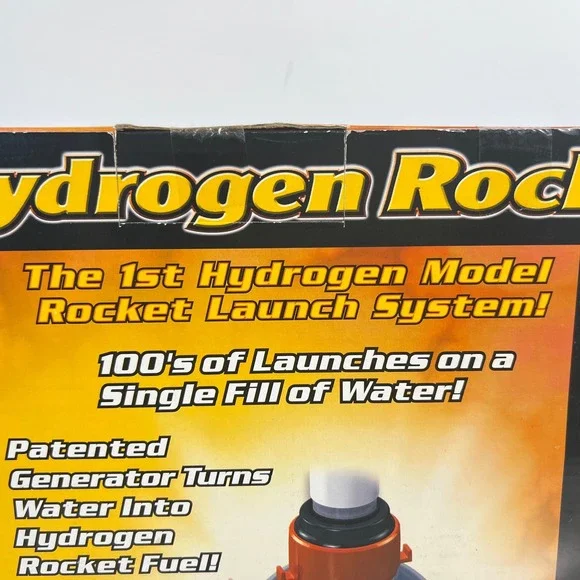 ydrogen Rock
The 1st Hydrogen Model
Rocket Launch System!
100's of Launches on a
Single Fill of Water!
Patented
Generator Turns
Water Into
Hydrogen
Rocket Fuel!